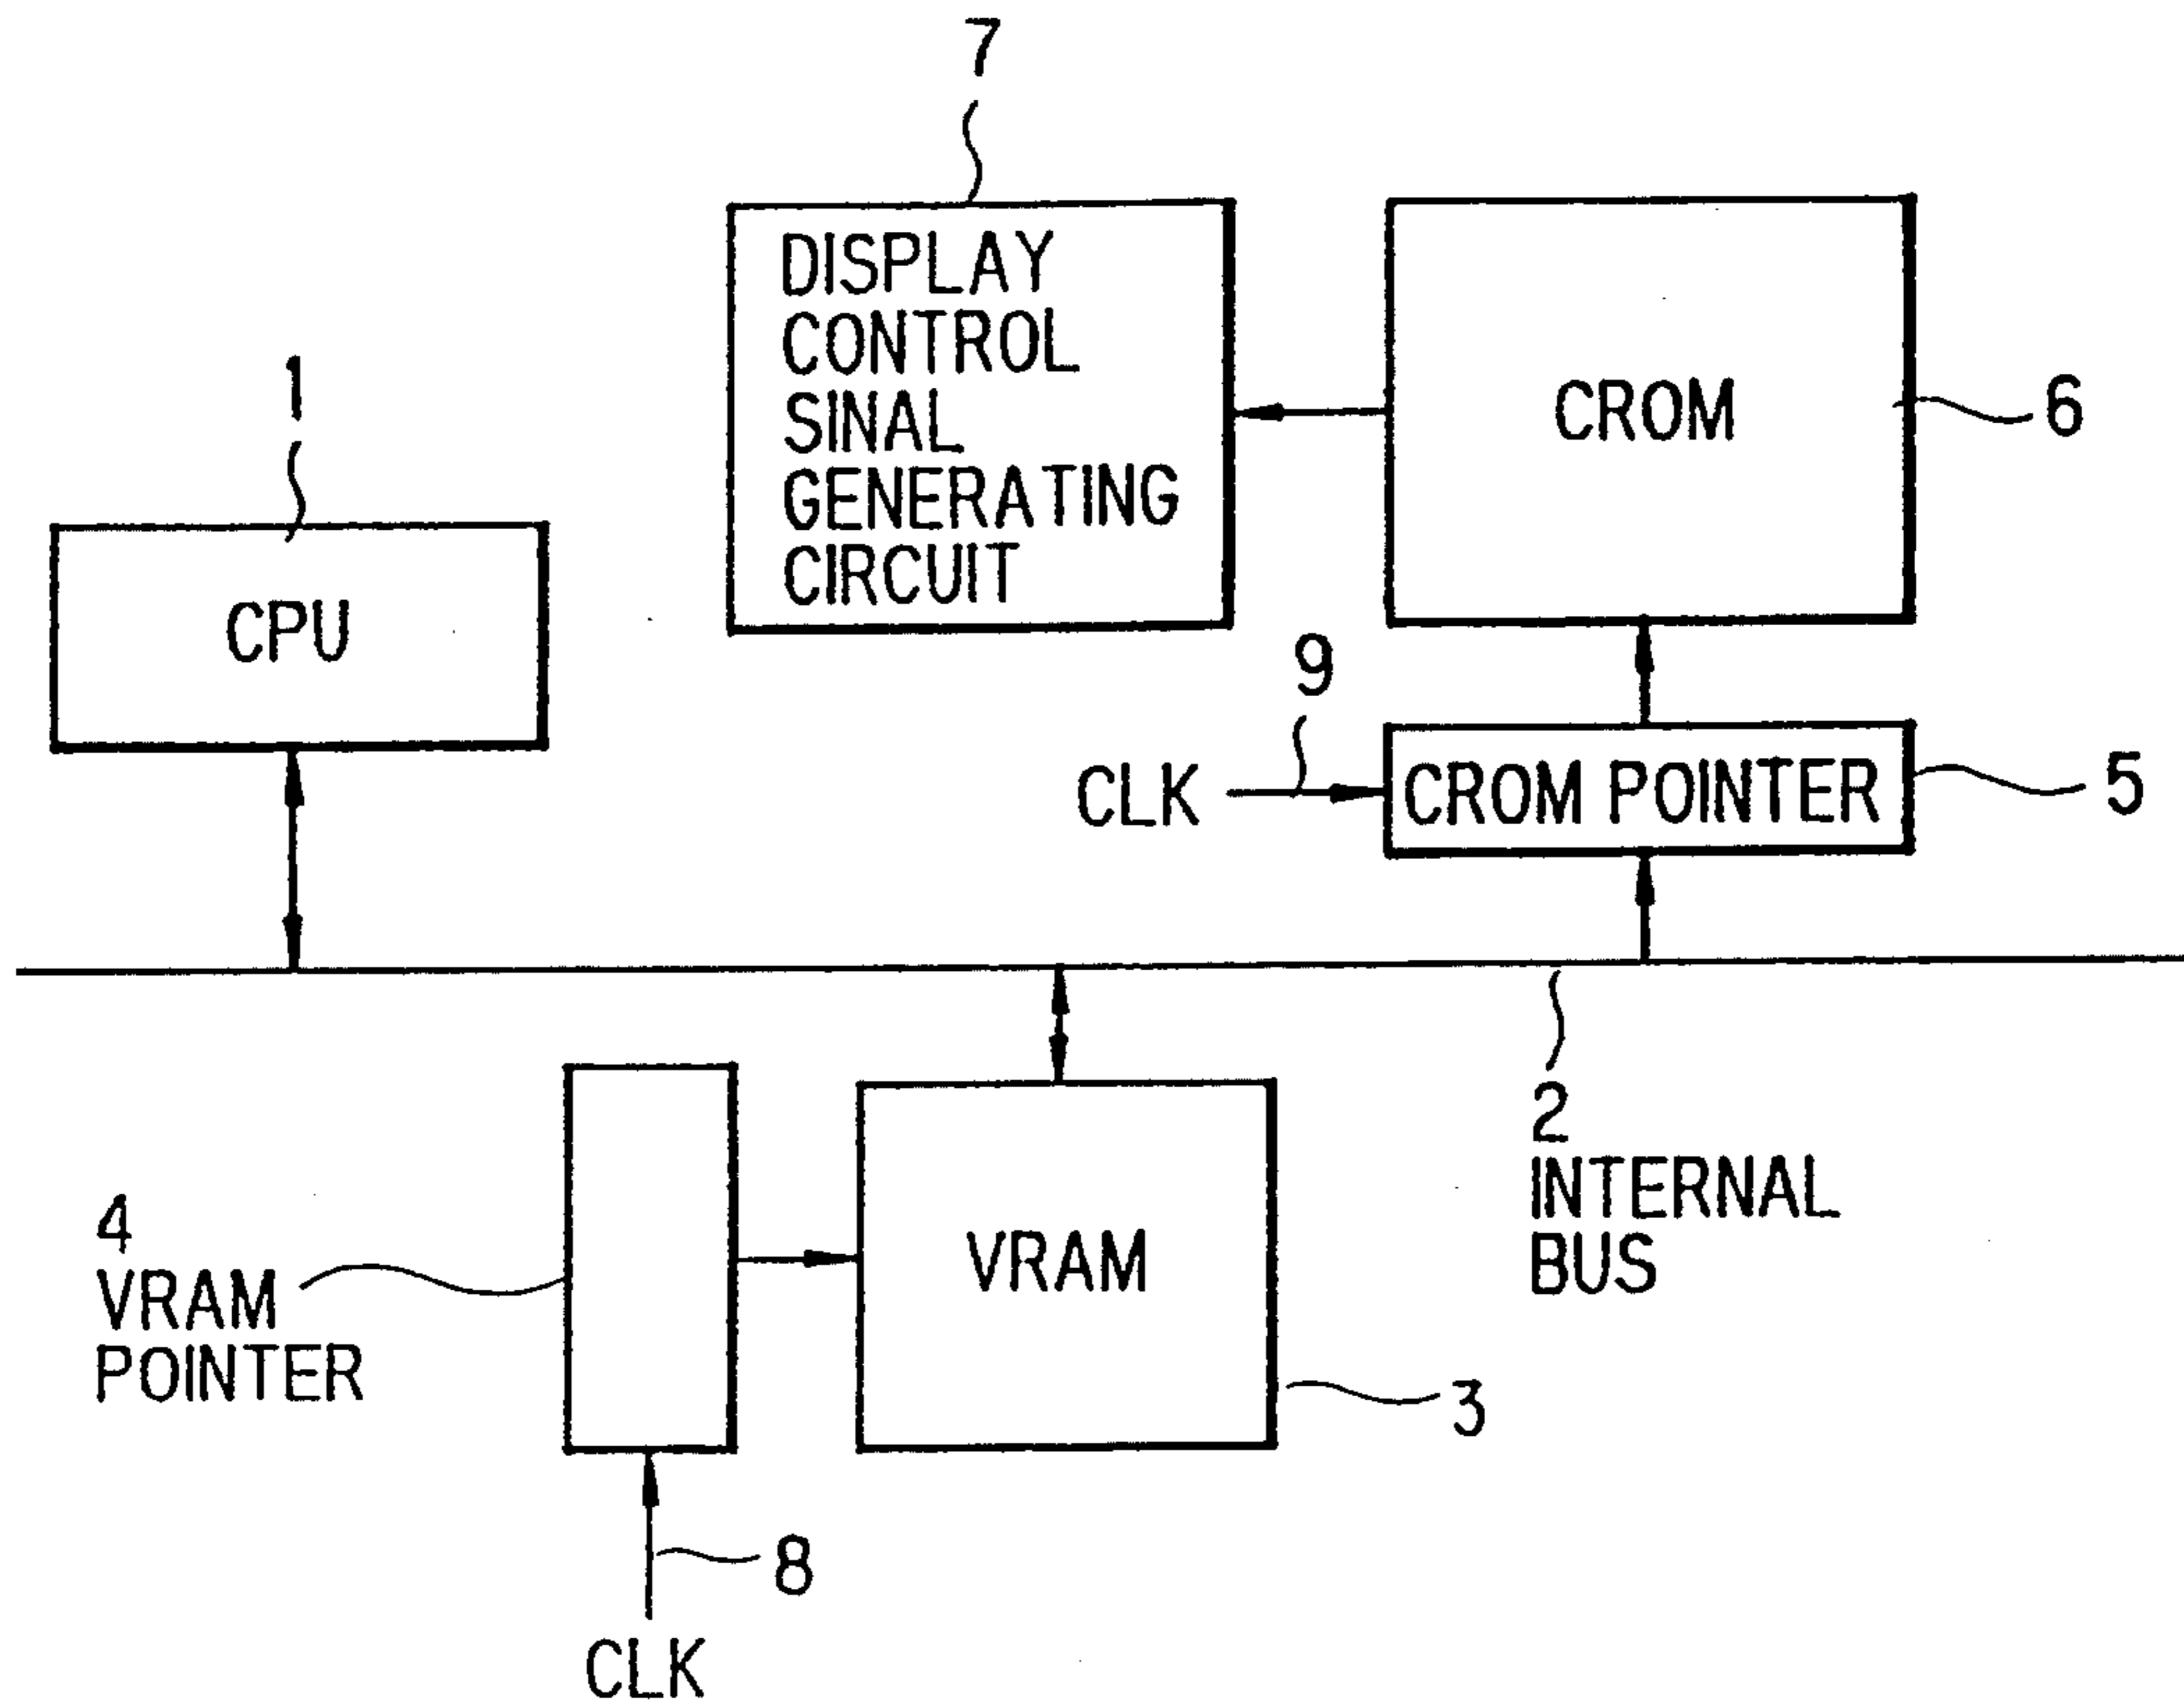 7
DISPLAY
CONTROL
SINAL
GENERATING
CIRCUIT
CROM
6
1
CPU
9
CLK
CROM POINTER
5
2
INTERNAL
BUS
4
VRAM
POINTER
VRAM
3
8
CLK